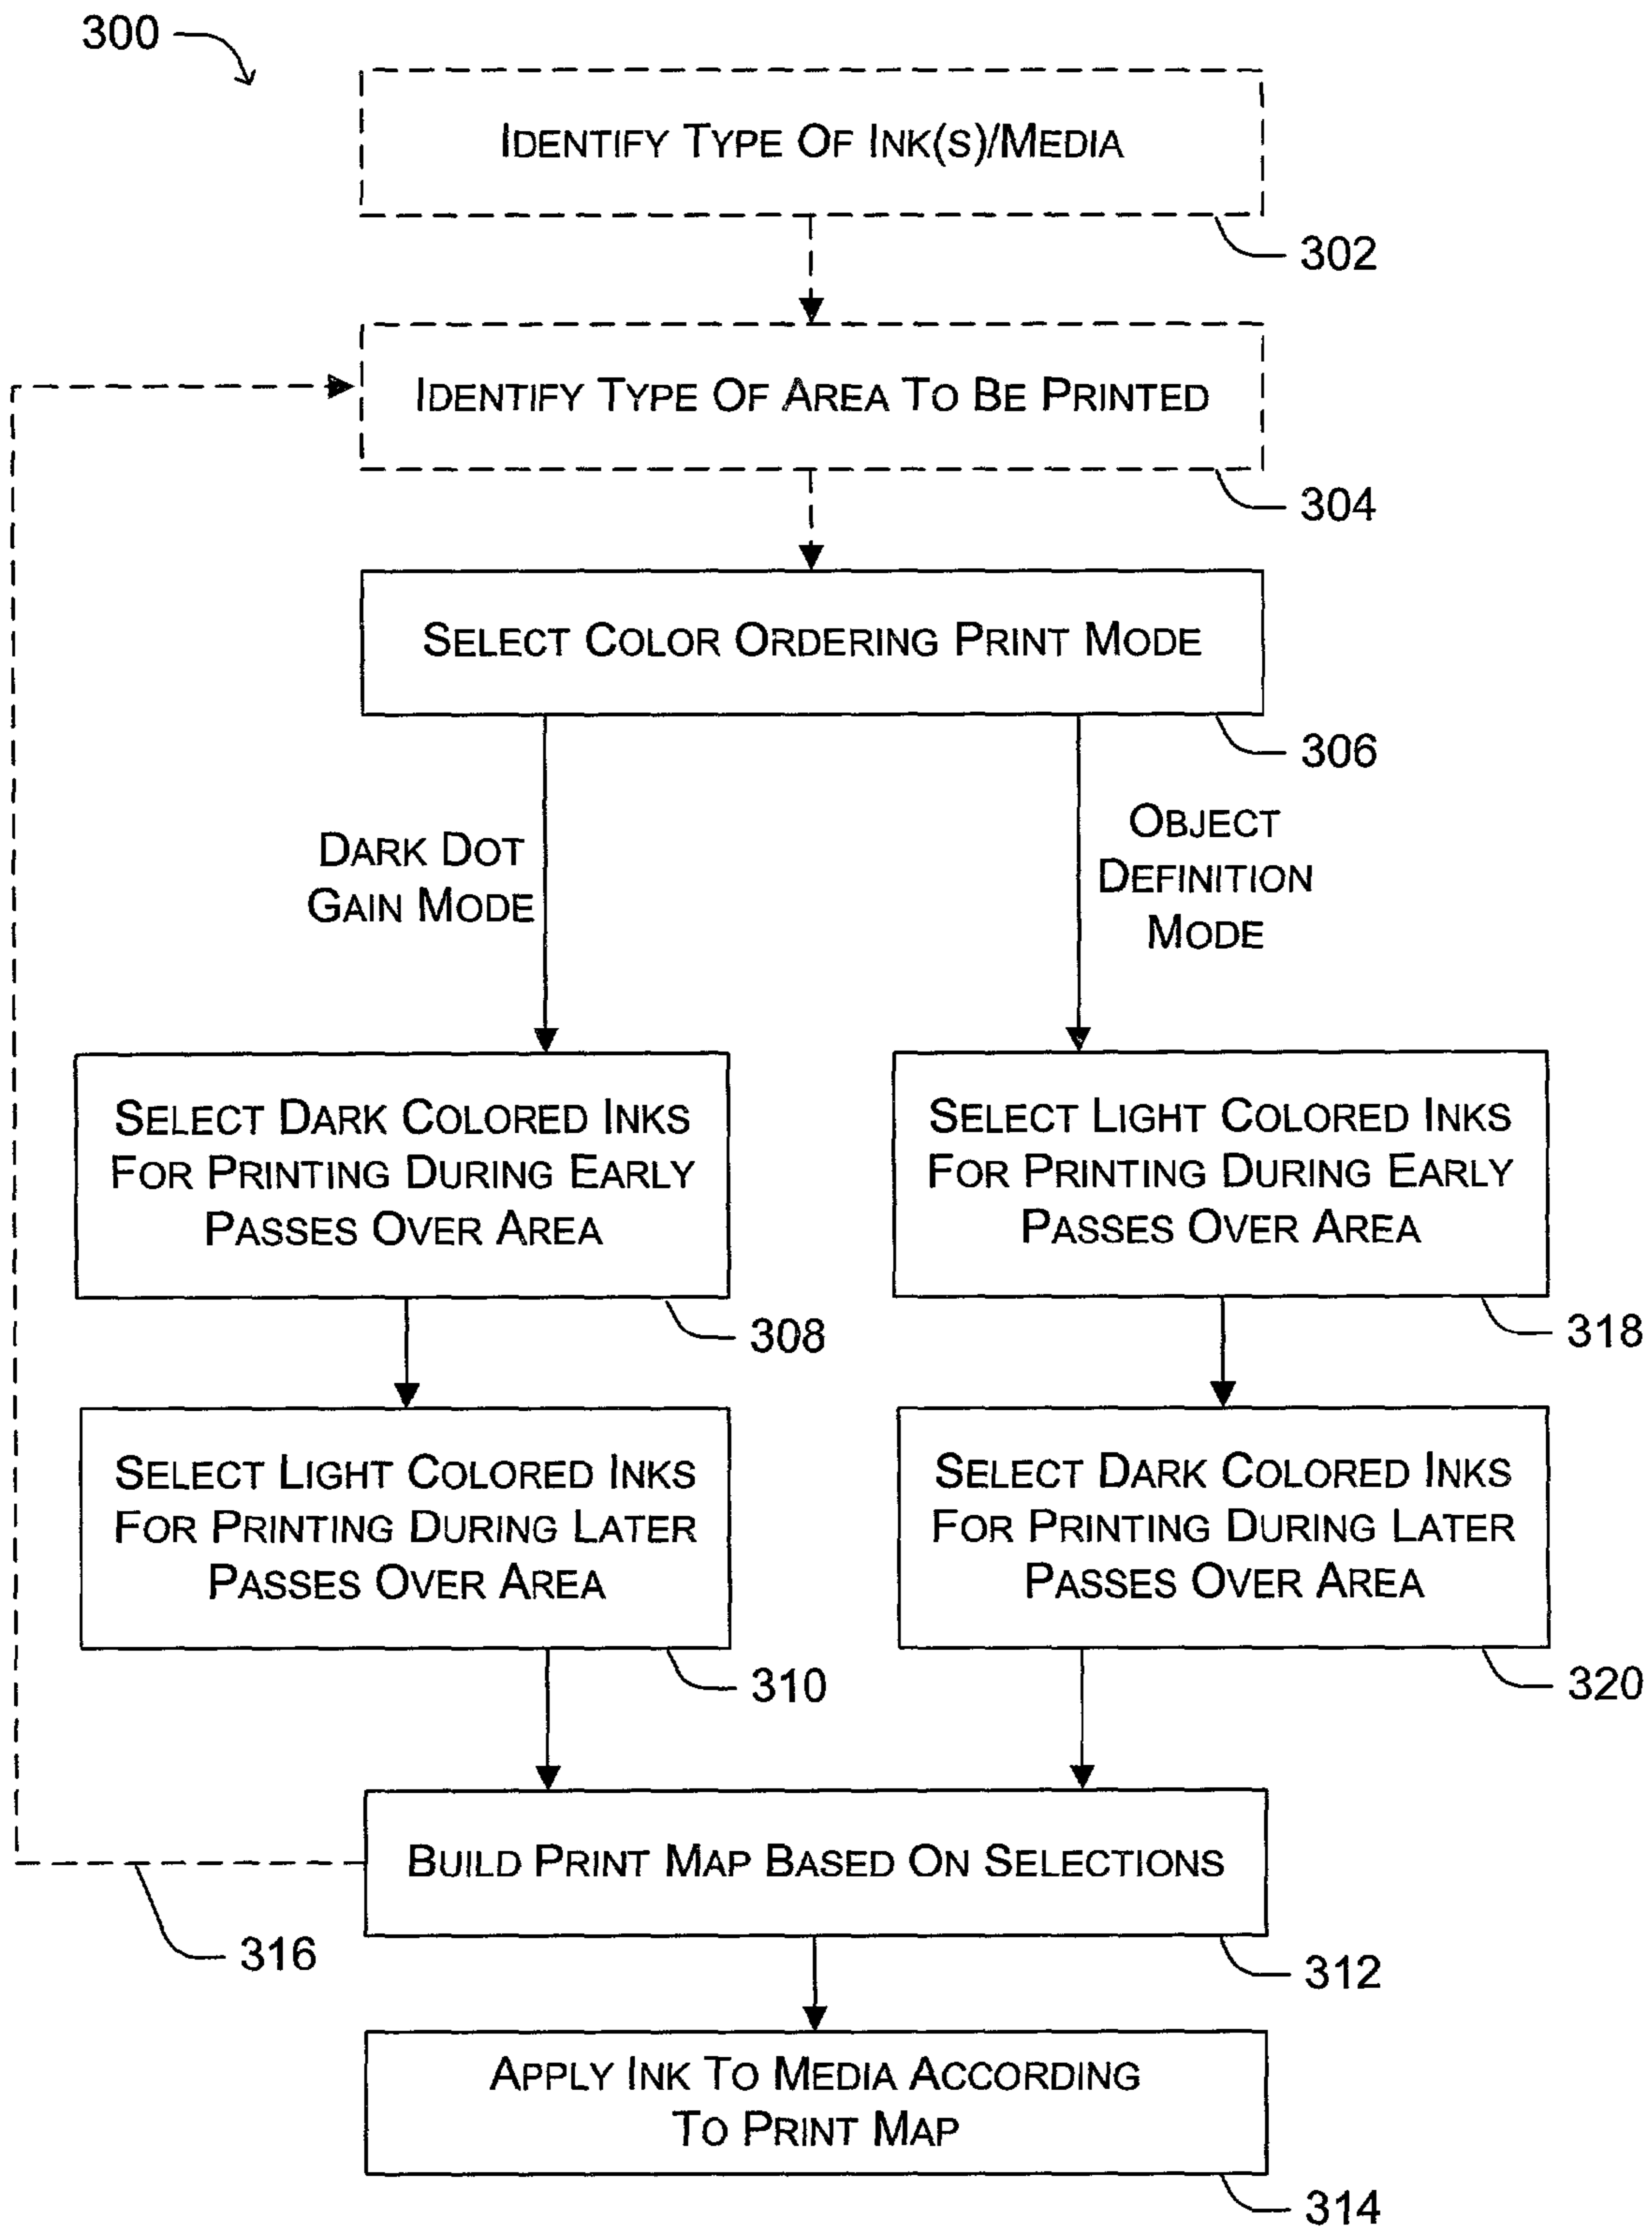 300
IDENTIFY TYPE OF INK(S)/MEDIA
302
IDENTIFY TYPE OF AREA TO BE PRINTED
304
SELECT COLOR ORDERING PRINT MODE
306
DARK DOT
GAIN MODE
OBJECT
DEFINITION
MODE
SELECT DARK COLORED INKS
FOR PRINTING DURING EARLY
PASSES OVER AREA
308
SELECT LIGHT COLORED INKS
FOR PRINTING DURING EARLY
PASSES OVER AREA
318
SELECT LIGHT COLORED INKS
FOR PRINTING DURING LATER
PASSES OVER AREA
310
SELECT DARK COLORED INKS
FOR PRINTING DURING LATER
PASSES OVER AREA
320
BUILD PRINT MAP BASED ON SELECTIONS
316
312
APPLY INK TO MEDIA ACCORDING
TO PRINT MAP
314